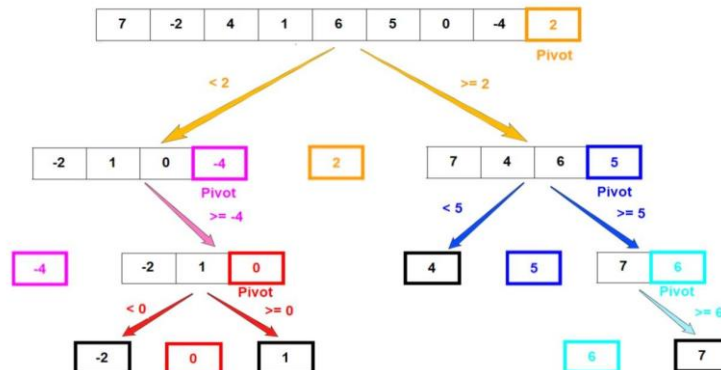 7 -2 4 1 6 5 0 -4 2
Pivot
< 2 >= 2
-2 1 0 -4 2 7 4 6 5
Pivot Pivot
>= -4 < 5 >= 5
-4 -2 1 0 4 5 7 6
Pivot Pivot
< 0 >= 0 >= 6
-2 0 1 6 7